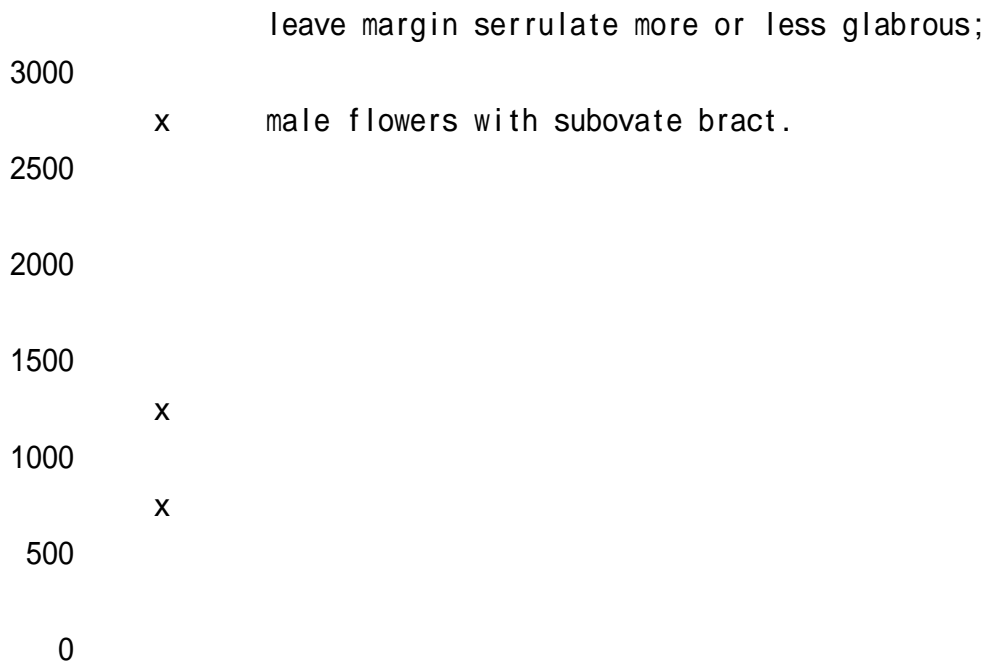 leave margin serrulate more or less glabrous;
3000
x male flowers with subovate bract.
2500
2000
1500
x
1000
x
500
0